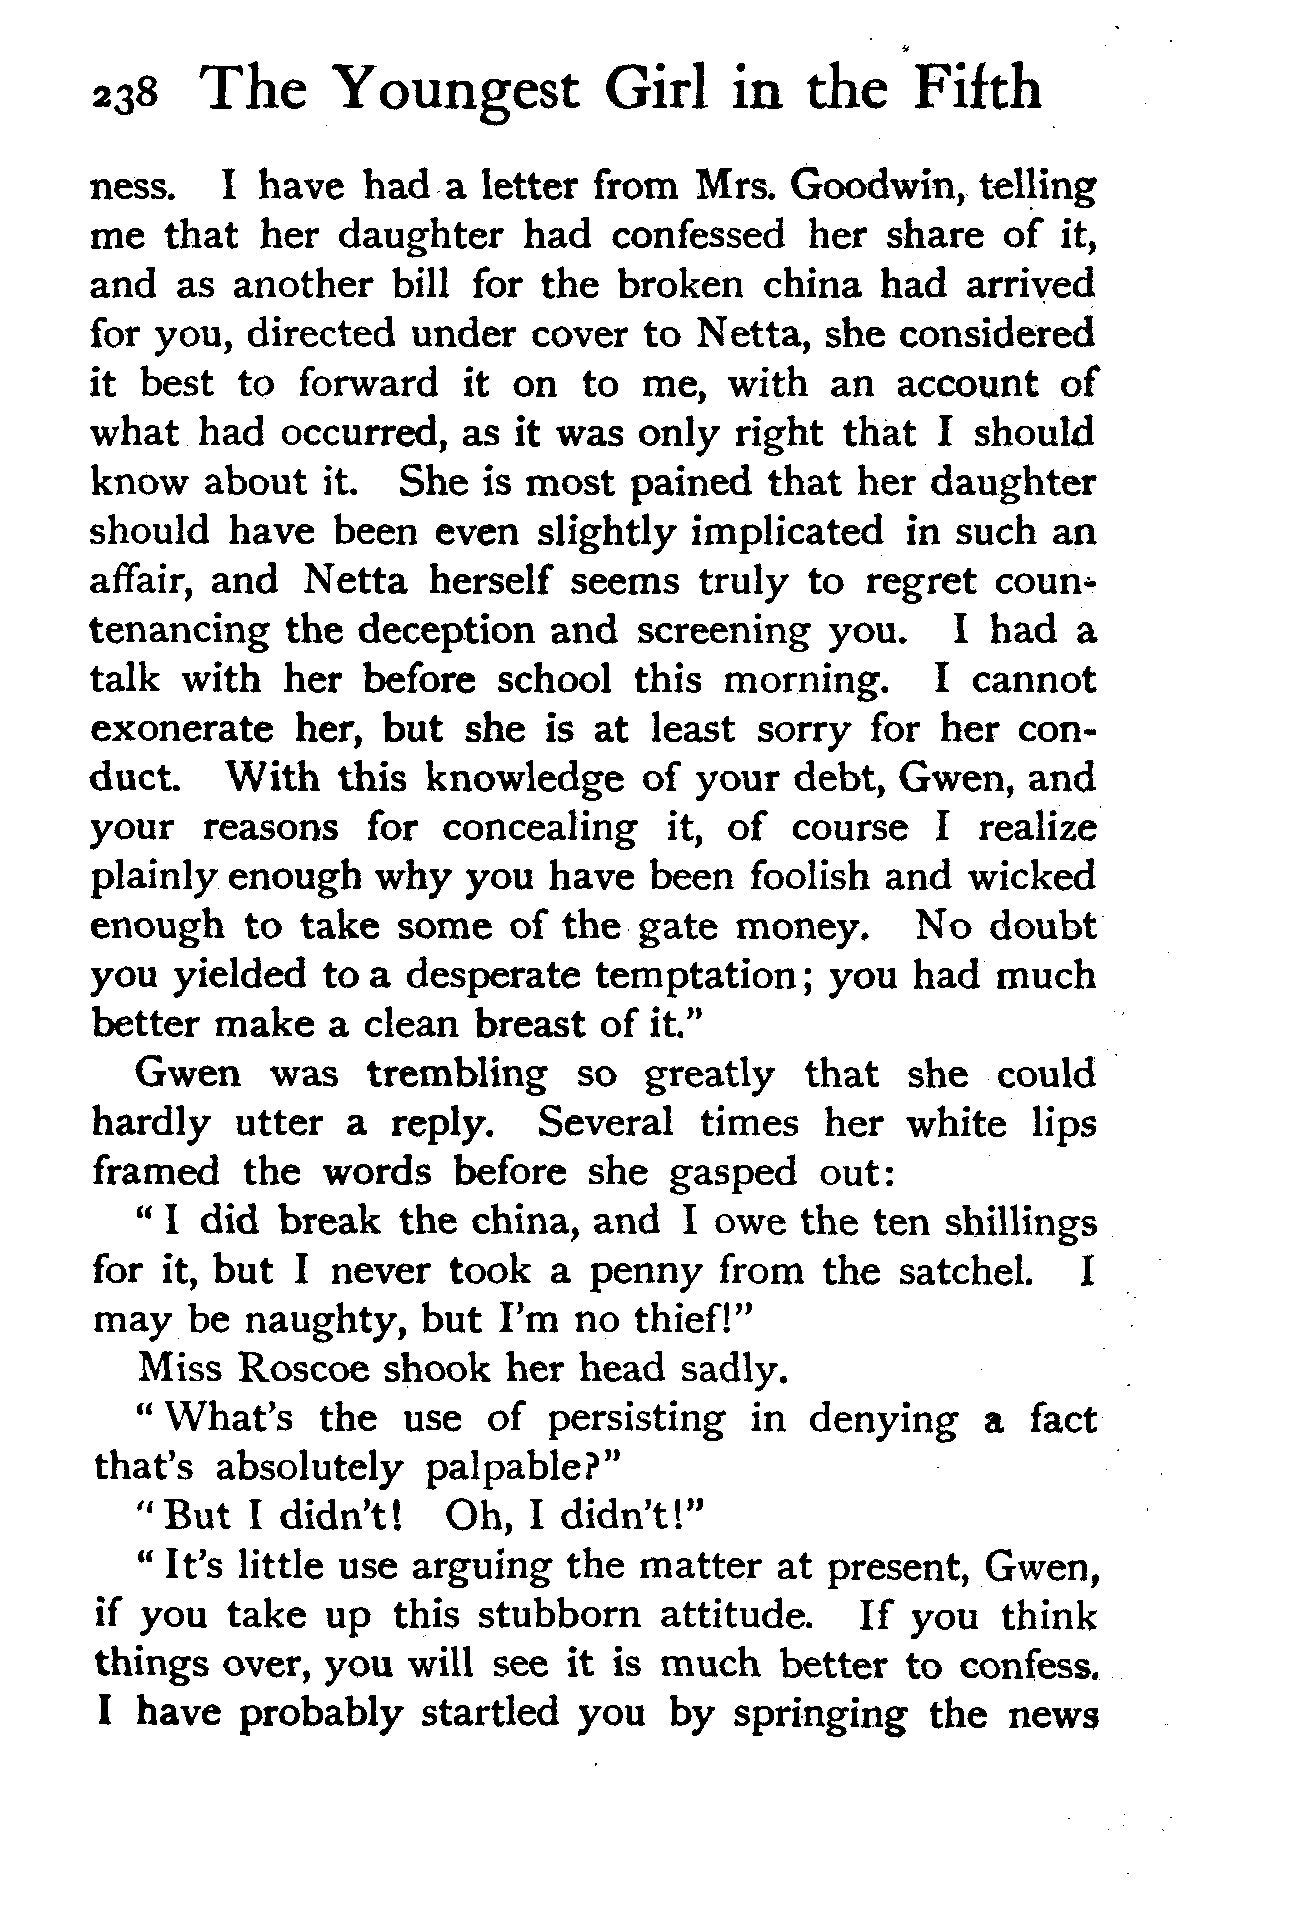 238 The Youngest Girl in the Fifth
ness. I have had a letter from Mrs. Goodwin, telling
me that her daughter had confessed her share of it,
and as another bill for the broken china had arrived
for you, directed under cover to Netta, she considered
it best to forward it on to me, with an account of
what had occurred, as it was only right that I should
know about it. She is most pained that her daughter
should have been even slightly implicated in such an
affair, and Netta herself seems truly to regret coun-
tenancing the deception and screening you. I had a
talk with her before school this morning. I cannot
exonerate her, but she is at least sorry for her con-
duct. With this knowledge of your debt, Gwen, and
your reasons for concealing it, of course I realize
plainly enough why you have been foolish and wicked
enough to take some of the gate money. No doubt
you yielded to a desperate temptation; you had much
better make a clean breast of it."
Gwen was trembling so greatly that she could
hardly utter a reply. Several times her white lips
framed the words before she gasped out:
"I did break the china, and I owe the ten shillings
for it, but I never took a penny from the satchel. I
may be naughty, but I'm no thief!"
Miss Roscoe shook her head sadly.
"What's the use of persisting in denying a fact
that's absolutely palpable?"
"But I didn't! Oh, I didn't!"
"It's little use arguing the matter at present, Gwen,
if you take up this stubborn attitude. If you think
things over, you will see it is much better to confess.
I have probably startled you by springing the news